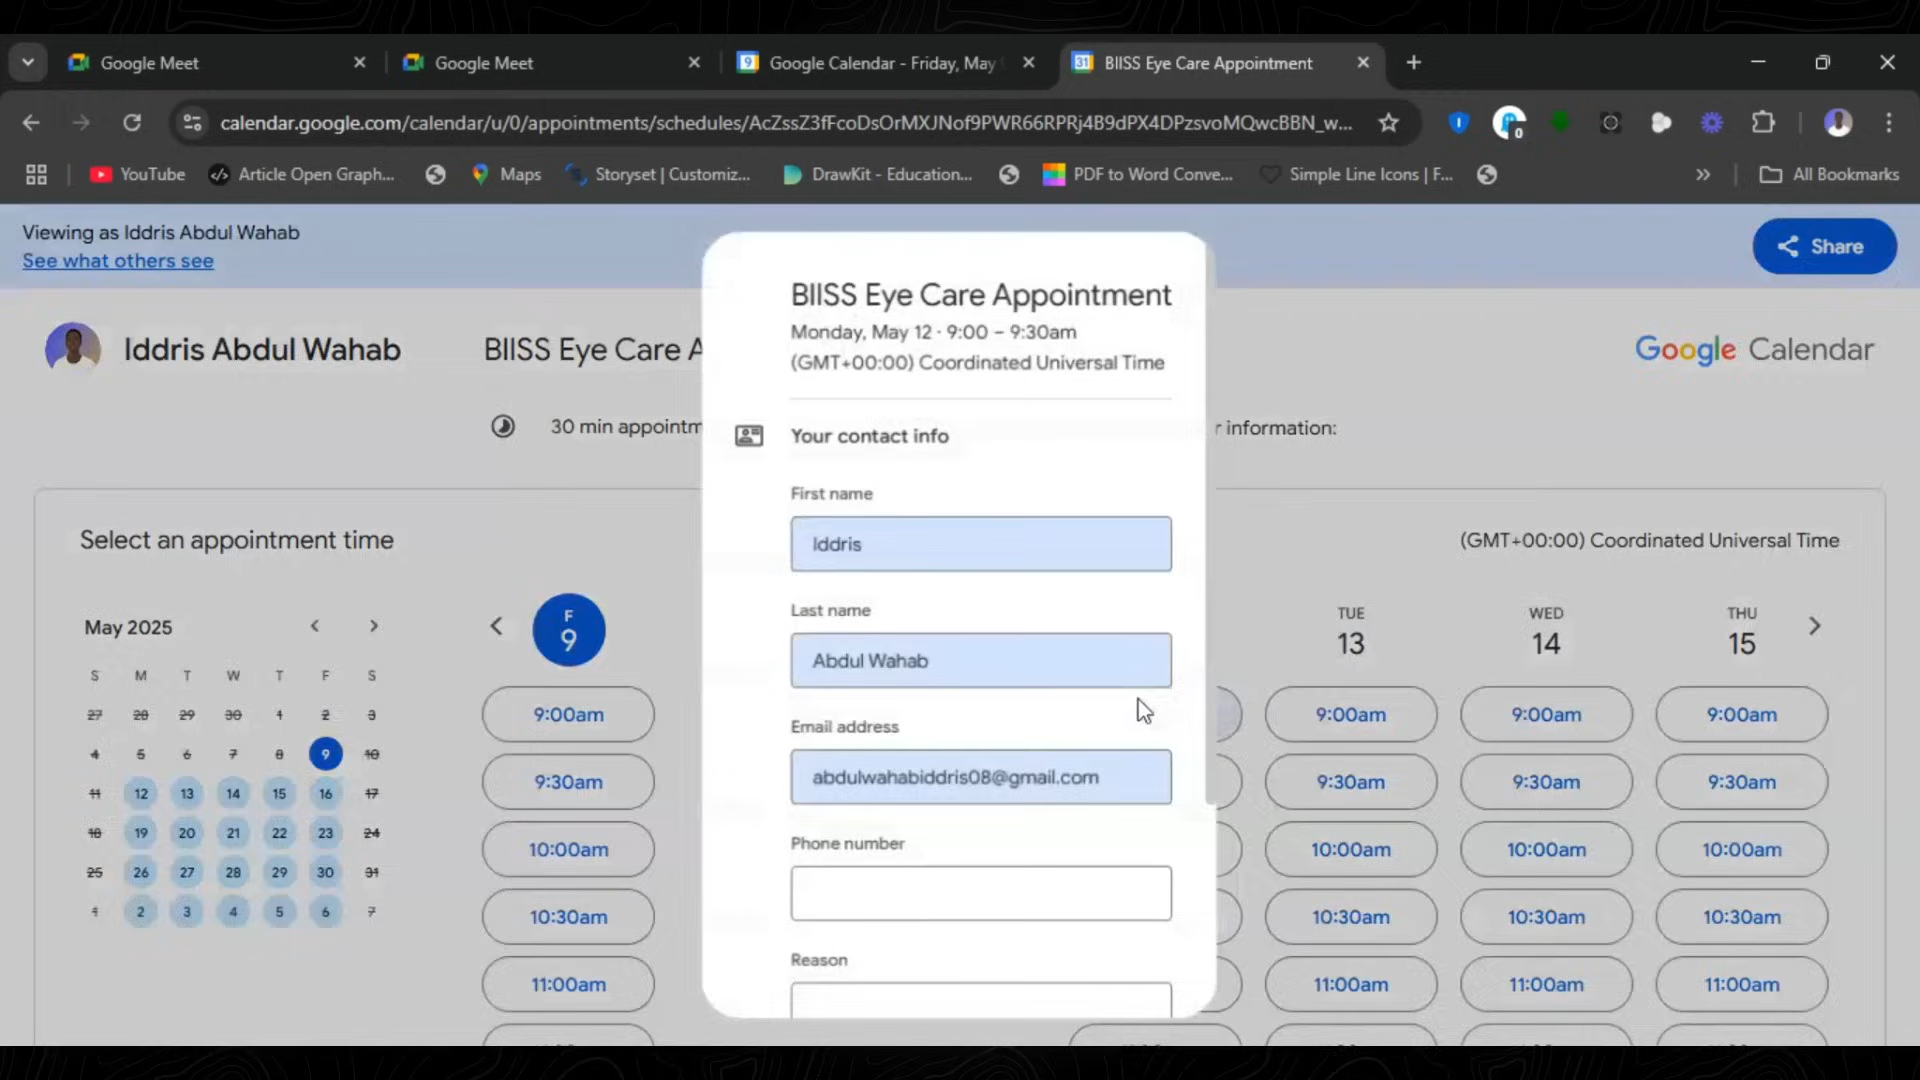 Google Meet
Google Meet
Google Calendar - Friday, May
31 BIISS Eye Care Appointment
calendar.google.com/calendar/u/0/appointments/schedules/AcZssZ3fFcoDsOrMXJNof9PWR66RPRj4B9dPX4DPzsvoMQwcBBN_w...
YouTube
Article Open Graph...
Maps
Storyset | Customiz...
DrawKit - Education...
PDF to Word Conve...
Simple Line Icons | F...
All Bookmarks
Viewing as Iddris Abdul Wahab
See what others see
Share
Iddris Abdul Wahab
BIISS Eye Care A
Google Calendar
30 min appointm
r information:
Select an appointment time
(GMT+00:00) Coordinated Universal Time
May 2025
S M T W T F S
27 28 29 30 1 2 3
4 5 6 7 8 9 10
11 12 13 14 15 16 17
18 19 20 21 22 23 24
25 26 27 28 29 30 31
1 2 3 4 5 6 7
F
9
9:00am
9:30am
10:00am
10:30am
11:00am
BIISS Eye Care Appointment
Monday, May 12 · 9:00 – 9:30am
(GMT+00:00) Coordinated Universal Time
Your contact info
First name
Iddris
Last name
Abdul Wahab
Email address
abdulwahabiddris08@gmail.com
Phone number
Reason
TUE
13
9:00am
9:30am
10:00am
10:30am
11:00am
WED
14
9:00am
9:30am
10:00am
10:30am
11:00am
THU
15
9:00am
9:30am
10:00am
10:30am
11:00am